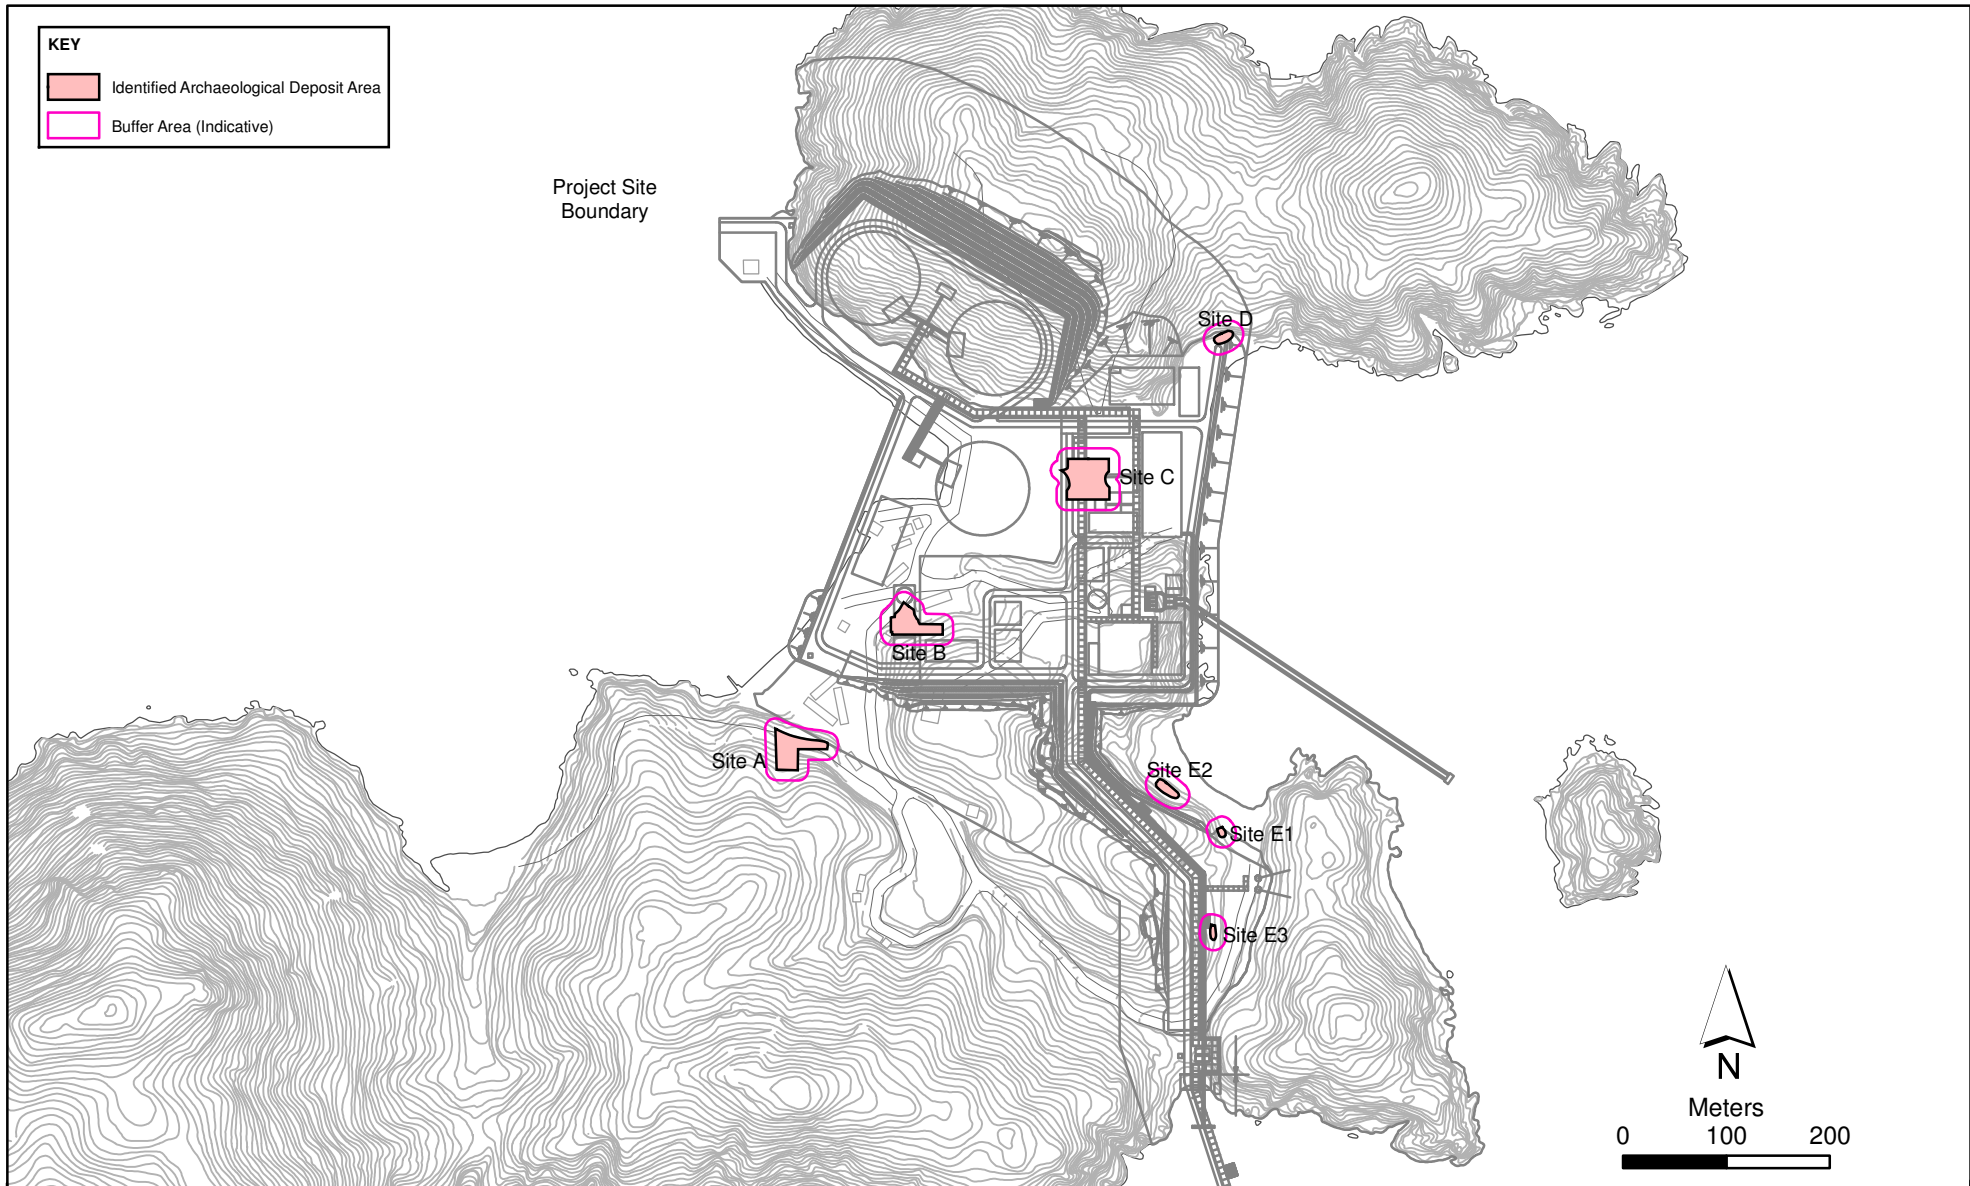 KEY
Identified Archaeological Deposit Area
Buffer Area (Indicative)
Project Site
Boundary
Site D
Site C
Site B
Site A
Site E2
Site E1
Site E3
N
Meters
0 100 200